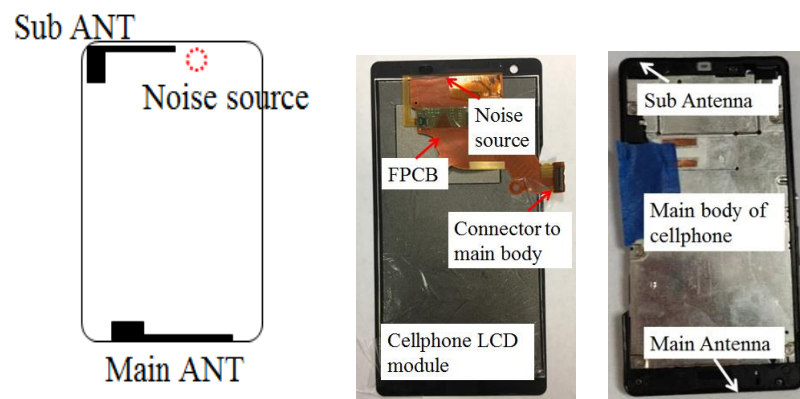 Sub ANT
Noise source
Main ANT
Noise
source
FPCB
Connector to
main body
Cellphone LCD
module
Sub Antenna
Main body of
cellphone
Main Antenna